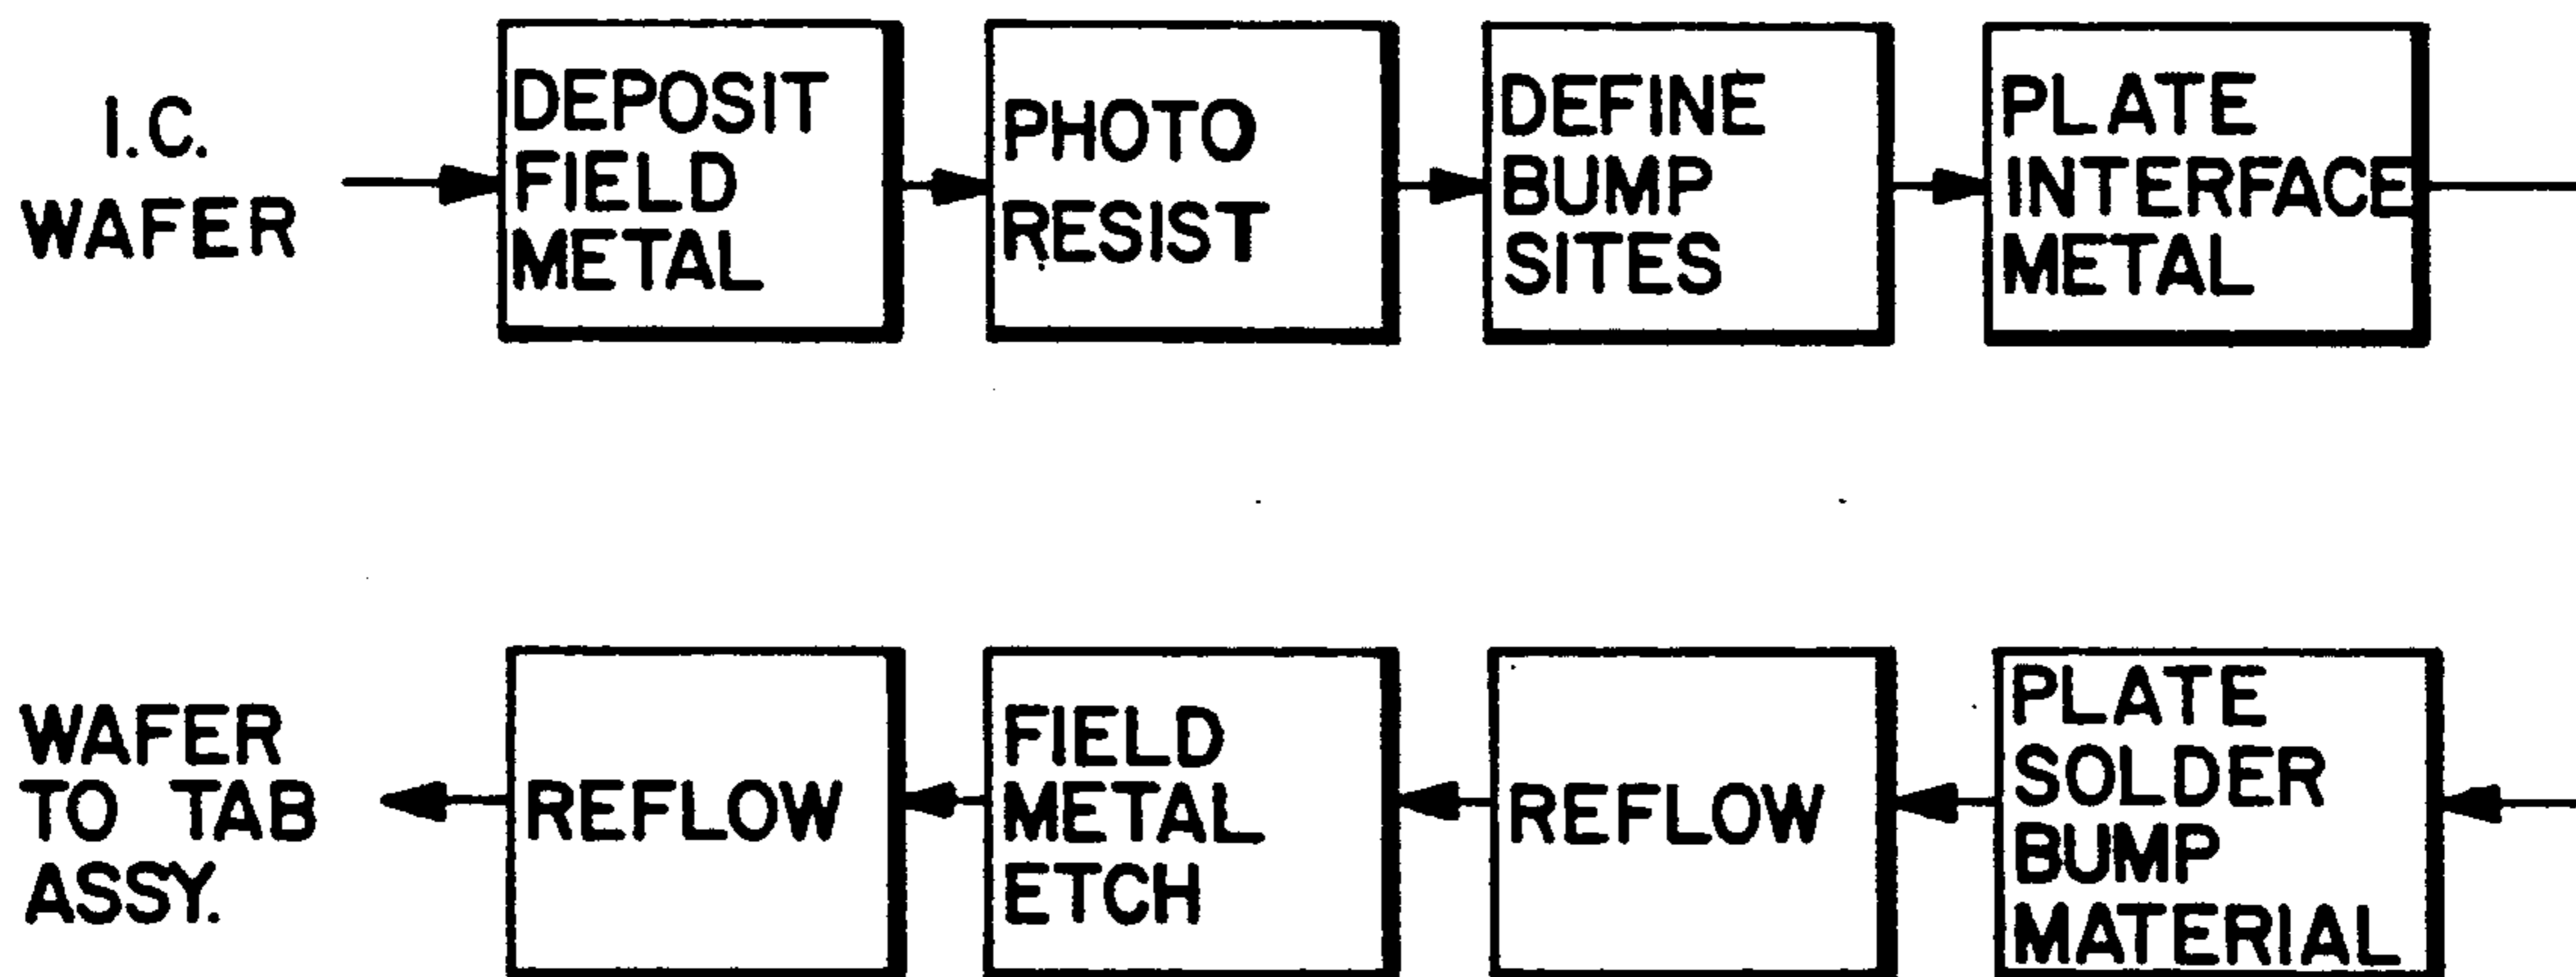 I.C.
WAFER
DEPOSIT
FIELD
METAL
PHOTO
RESIST
DEFINE
BUMP
SITES
PLATE
INTERFACE
METAL
PLATE
SOLDER
BUMP
MATERIAL
REFLOW
FIELD
METAL
ETCH
REFLOW
WAFER
TO TAB
ASSY.